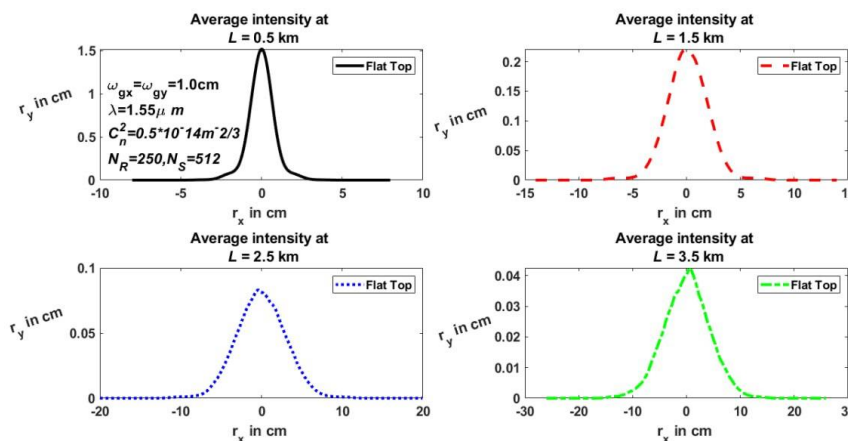 Average intensity at
L = 0.5 km
1.5
1
0.5
0
-10
-5
0
5
10
r_y in cm
r_x in cm
Flat Top
ω_gx=ω_gy=1.0cm
λ=1.55μ m
C_n^2=0.5*10^-14m^-2/3
N_R=250,N_S=512
Average intensity at
L = 1.5 km
0.2
0.15
0.1
0.05
0
-15
-10
-5
0
5
10
15
r_y in cm
r_x in cm
Flat Top
Average intensity at
L = 2.5 km
0.1
0.05
0
-20
-10
0
10
20
r_y in cm
r_x in cm
Flat Top
Average intensity at
L = 3.5 km
0.04
0.03
0.02
0.01
0
-30
-20
-10
0
10
20
30
r_y in cm
r_x in cm
Flat Top